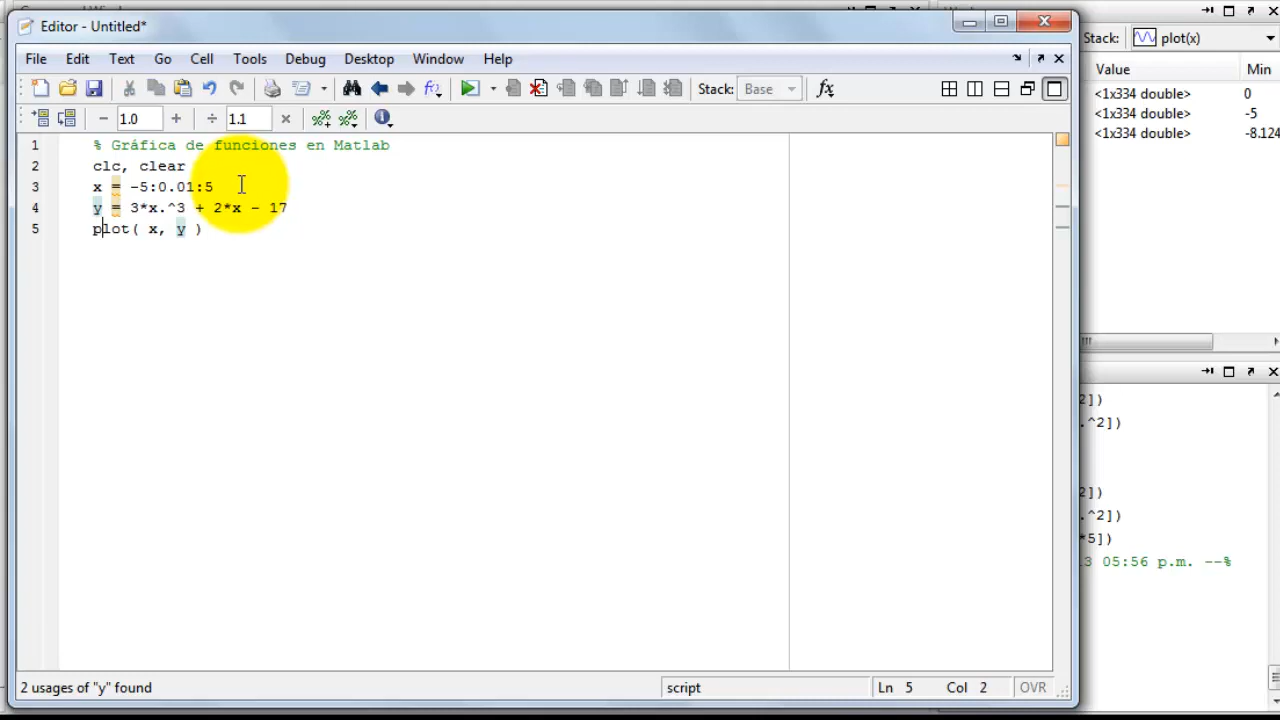 Editor - Untitled*
File Edit Text Go Cell Tools Debug Desktop Window Help
Stack: Base fx
1.0 1.1
1 % Gráfica de funciones en Matlab
2 clc, clear
3 x = -5:0.01:5
4 y = 3*x.^3 + 2*x - 17
5 plot( x, y )
2 usages of "y" found script Ln 5 Col 2 OVR
Stack: plot(x)
Value Min
<1x334 double> 0
<1x334 double> -5
<1x334 double> -8.124
2])
.^2])
2])
.^2])
*5])
3 05:56 p.m. --%